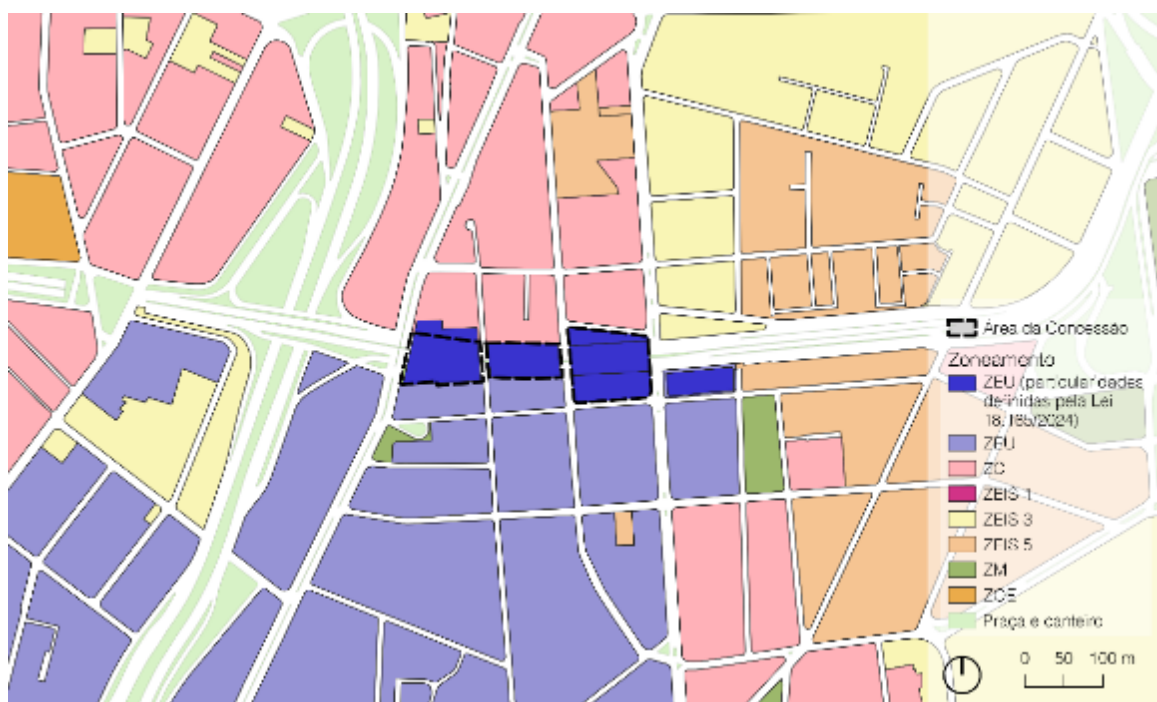 Área da Concessão
Zoneamento
ZEU (particularidades
definidas pela Lei
18.165/2024)
ZEU
ZC
ZEIS 1
ZEIS 3
ZEIS 5
ZM
ZOE
Praça e canteiro
0 50 100 m